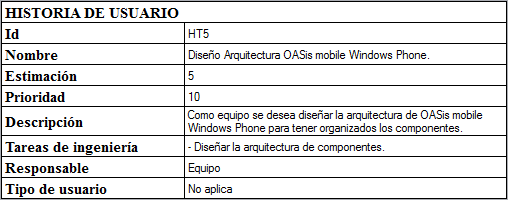 HISTORIA DE USUARIO
Id HT5
Nombre Diseño Arquitectura OASis mobile Windows Phone.
Estimación 5
Prioridad 10
Descripción Como equipo se desea diseñar la arquitectura de OASis mobile
Windows Phone para tener organizados los componentes.
Tareas de ingeniería - Diseñar la arquitectura de componentes.
Responsable Equipo
Tipo de usuario No aplica